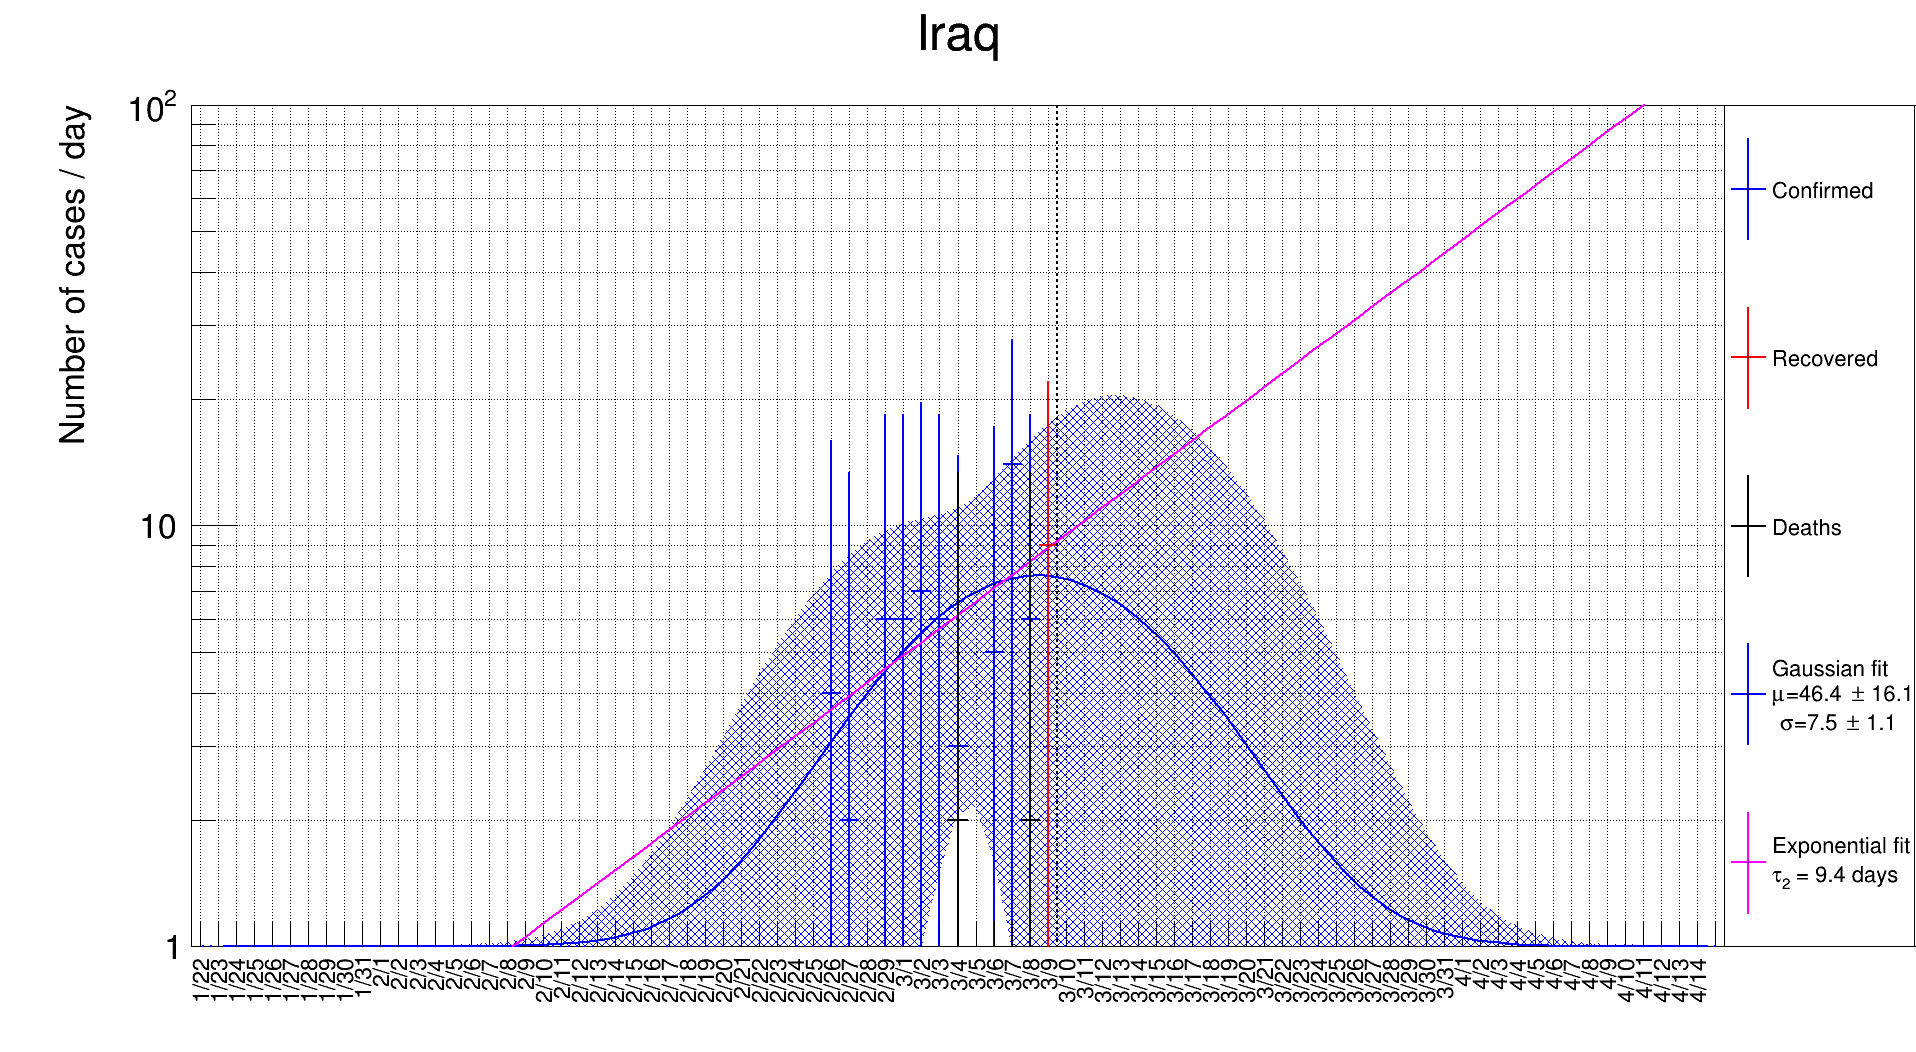 Iraq
Number of cases / day
10²
10
1
1/22 1/23 1/24 1/25 1/26 1/27 1/28 1/29 1/30 1/31 2/1 2/2 2/3 2/4 2/5 2/6 2/7 2/8 2/9 2/10 2/11 2/12 2/13 2/14 2/15 2/16 2/17 2/18 2/19 2/20 2/21 2/22 2/23 2/24 2/25 2/26 2/27 2/28 2/29 3/1 3/2 3/3 3/4 3/5 3/6 3/7 3/8 3/9 3/10 3/11 3/12 3/13 3/14 3/15 3/16 3/17 3/18 3/19 3/20 3/21 3/22 3/23 3/24 3/25 3/26 3/27 3/28 3/29 3/30 3/31 4/1 4/2 4/3 4/4 4/5 4/6 4/7 4/8 4/9 4/10 4/11 4/12 4/13 4/14
Confirmed
Recovered
Deaths
Gaussian fit
μ=46.4 ± 16.1
σ=7.5 ± 1.1
Exponential fit
τ₂ = 9.4 days